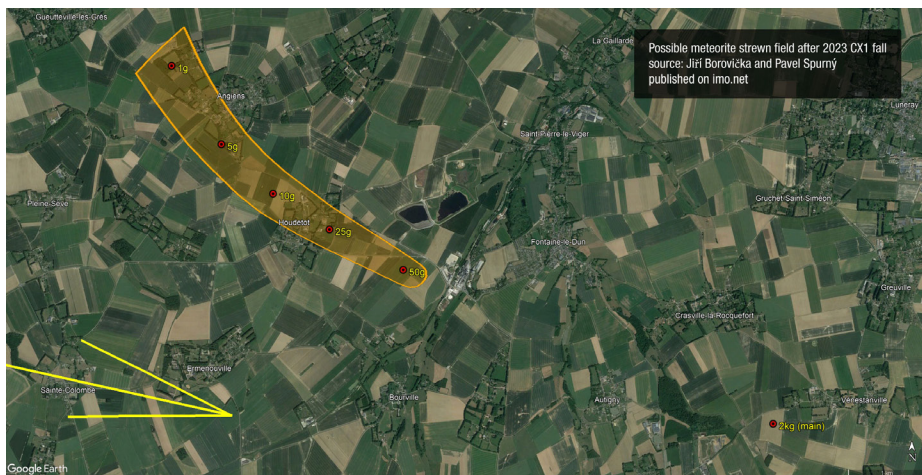 Gueutteville-les-Grès
La Gaillarde
Possible meteorite strewn field after 2023 CX1 fall
source: Jiří Borovička and Pavel Spurný
published on imo.net
1g
Angiens
Luneray
5g
Saint-Pierre-le-Viger
10g
Pleine-Sève
Gruchet-Saint-Siméon
Houdetot
25g
Fontaine-le-Dun
50g
Greuville
Crasville-la-Rocquefort
Ermenouville
Sainte-Colombe
Bourville
Autigny
Vénestanville
2kg (main)
Google Earth
N